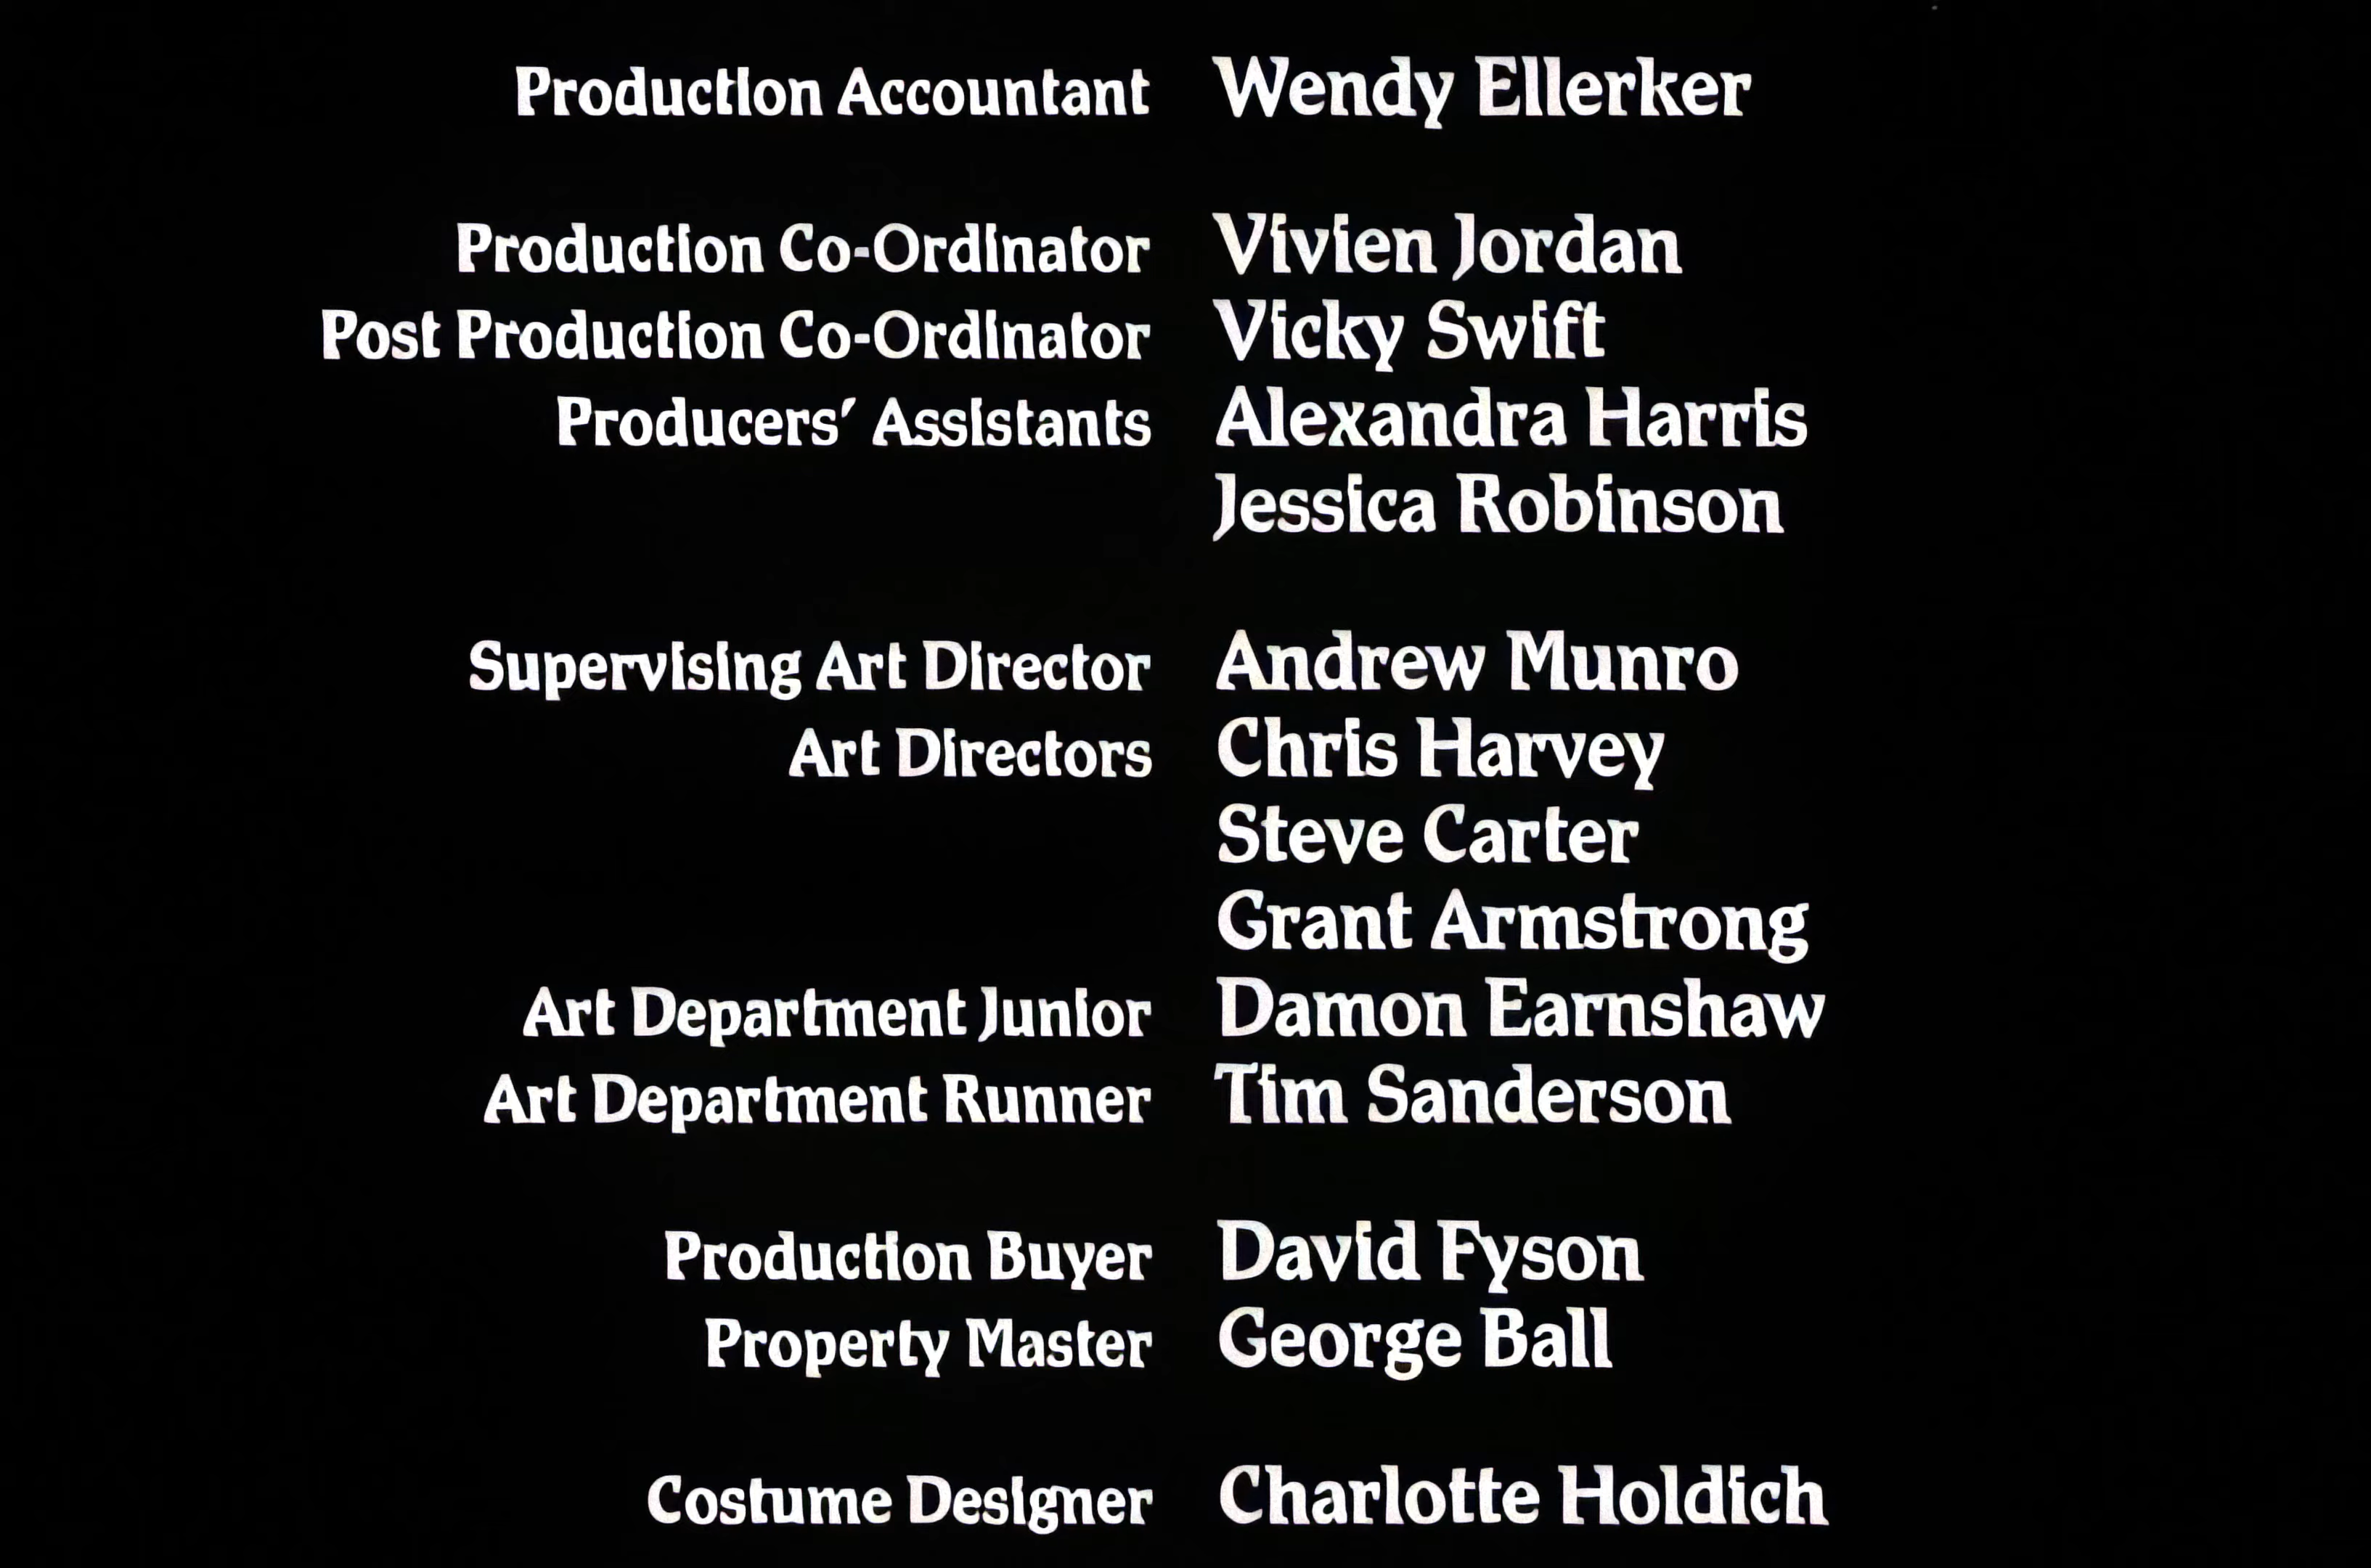 Production Accountant Wendy Ellerker
Production Co-Ordinator Vivien Jordan
Post Production Co-Ordinator Vicky Swift
Producers' Assistants Alexandra Harris
Jessica Robinson
Supervising Art Director Andrew Munro
Art Directors Chris Harvey
Steve Carter
Grant Armstrong
Art Department Junior Damon Earnshaw
Art Department Runner Tim Sanderson
Production Buyer David Fyson
Property Master George Ball
Costume Designer Charlotte Holdich